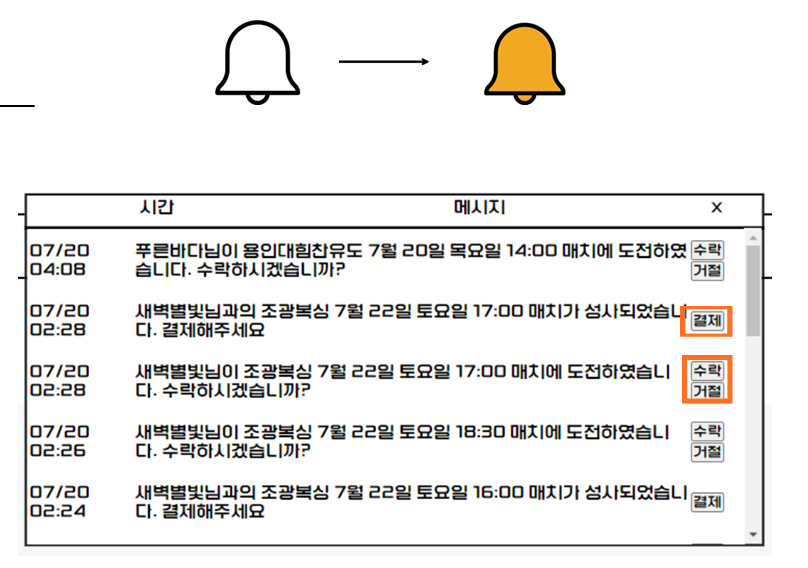 시간 메시지 X
07/20 푸른바다님이 용인대힘찬유도 7월 20일 목요일 14:00 매치에 도전하였 수락
04:08 습니다. 수락하시겠습니까? 거절
07/20 새벽별빛님과의 조광복싱 7월 22일 토요일 17:00 매치가 성사되었습니 결제
02:28 다. 결제해주세요
07/20 새벽별빛님이 조광복싱 7월 22일 토요일 17:00 매치에 도전하였습니 수락
02:28 다. 수락하시겠습니까? 거절
07/20 새벽별빛님이 조광복싱 7월 22일 토요일 18:30 매치에 도전하였습니 수락
02:26 다. 수락하시겠습니까? 거절
07/20 새벽별빛님과의 조광복싱 7월 22일 토요일 16:00 매치가 성사되었습니 결제
02:24 다. 결제해주세요